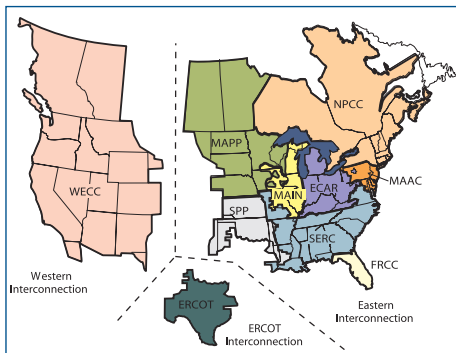 NPCC
MAPP
MAAC
WECC
MAIN
ECAR
SPP
SERC
FRCC
Western
Interconnection
ERCOT
ERCOT
Interconnection
Eastern
Interconnection